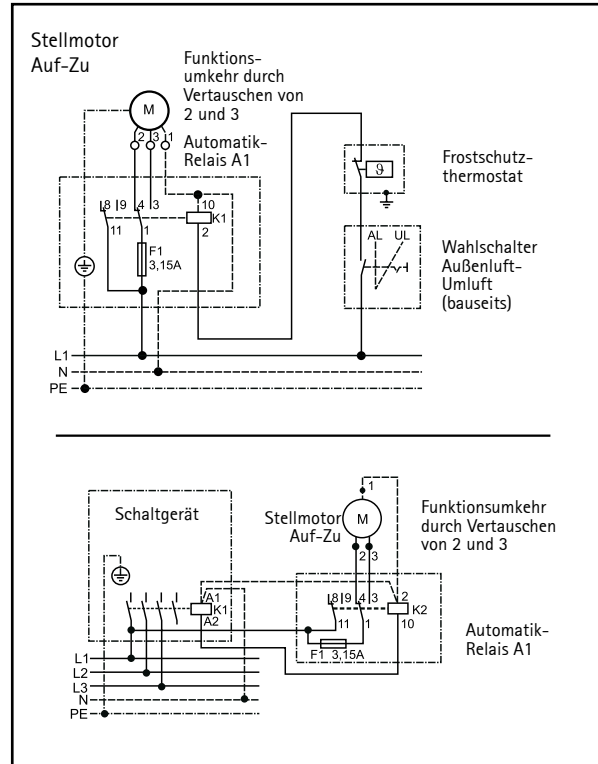 Stellmotor
Auf-Zu
Funktions-
umkehr durch
Vertauschen von
2 und 3
M
2 3 1
Automatik-
Relais A1
8 9 4 3 10
K1
11 1 2
F1
3,15A
ϑ
Frostschutz-
thermostat
AL UL
Wahlschalter
Außenluft-
Umluft
(bauseits)
L1
N
PE
1
Schaltgerät
Stellmotor
Auf-Zu
M
Funktionsumkehr
durch Vertauschen
von 2 und 3
2 3
A1
K1
A2
8 9 4 3 2
K2
11 1 10
F1 3,15A
Automatik-
Relais A1
L1
L2
L3
N
PE